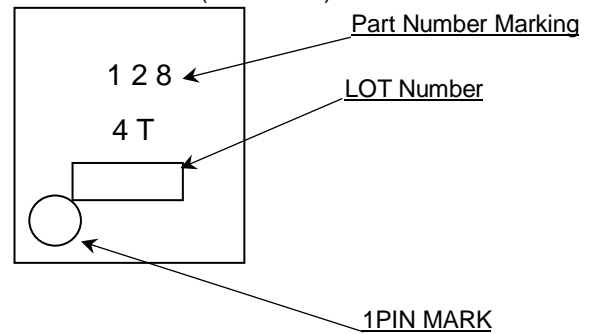 Part Number Marking
1 2 8
LOT Number
4 T
1PIN MARK